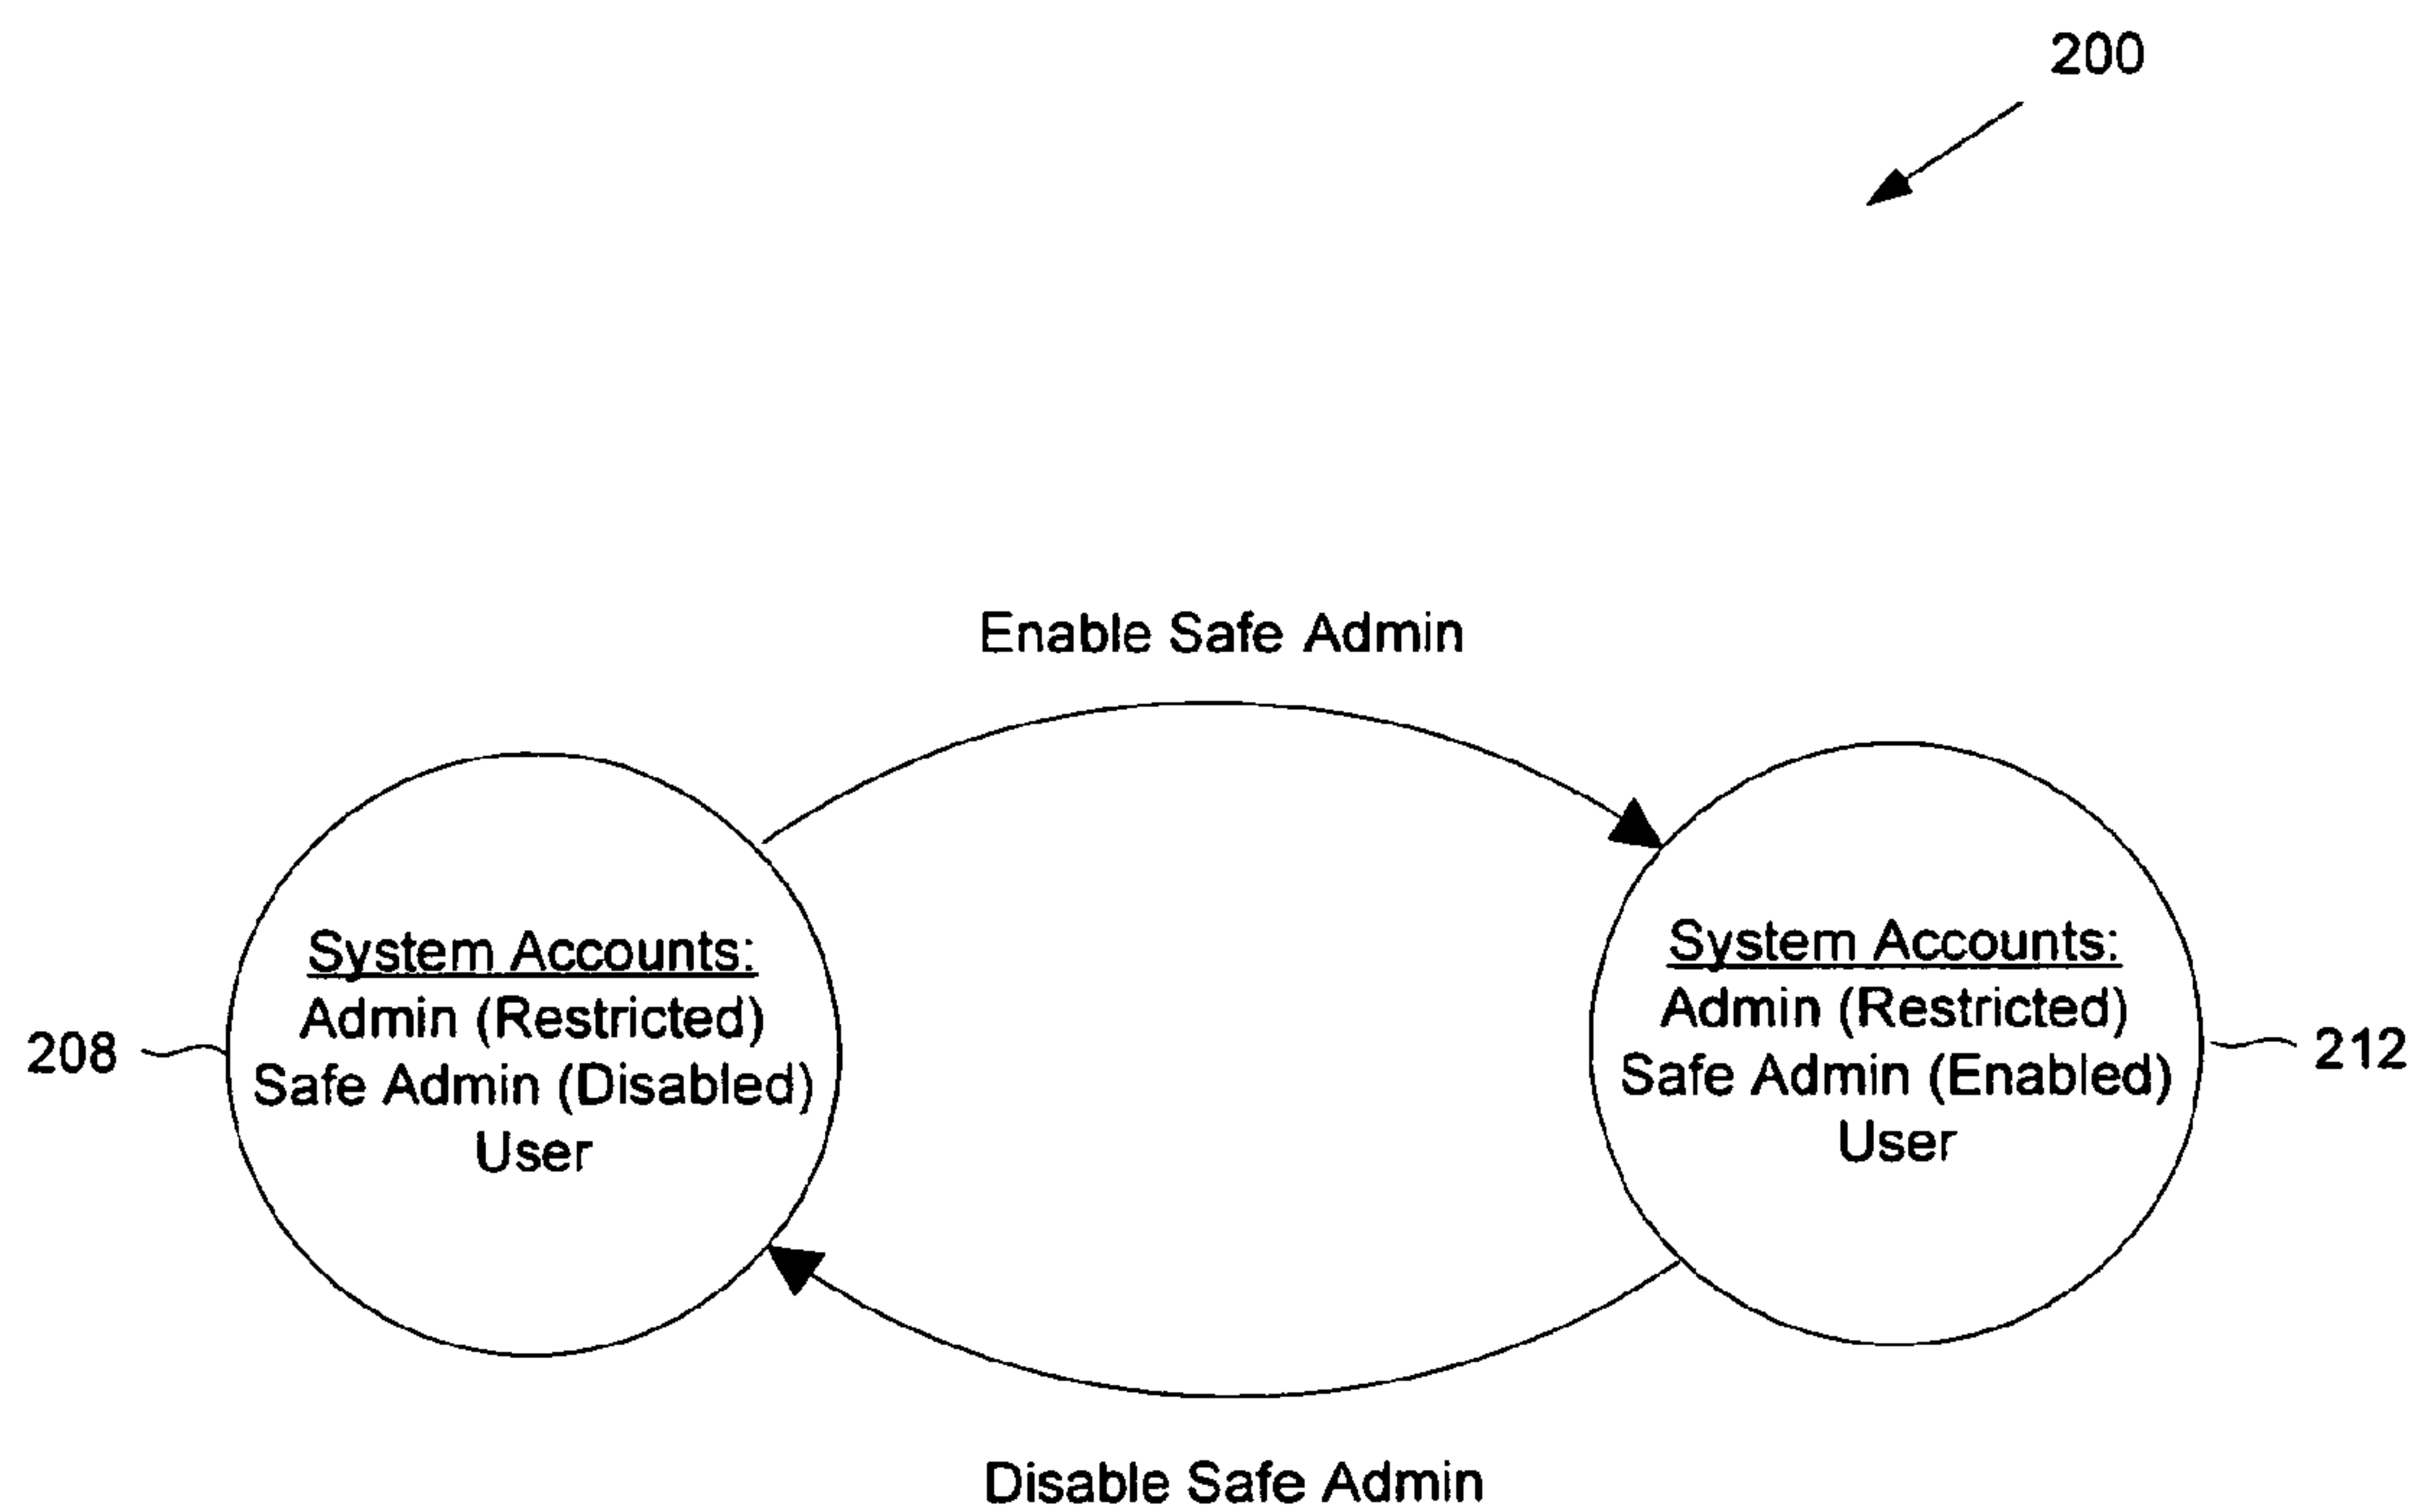 200
Enable Safe Admin
System Accounts:
Admin (Restricted)
Safe Admin (Disabled)
User
208
System Accounts:
Admin (Restricted)
Safe Admin (Enabled)
User
212
Disable Safe Admin